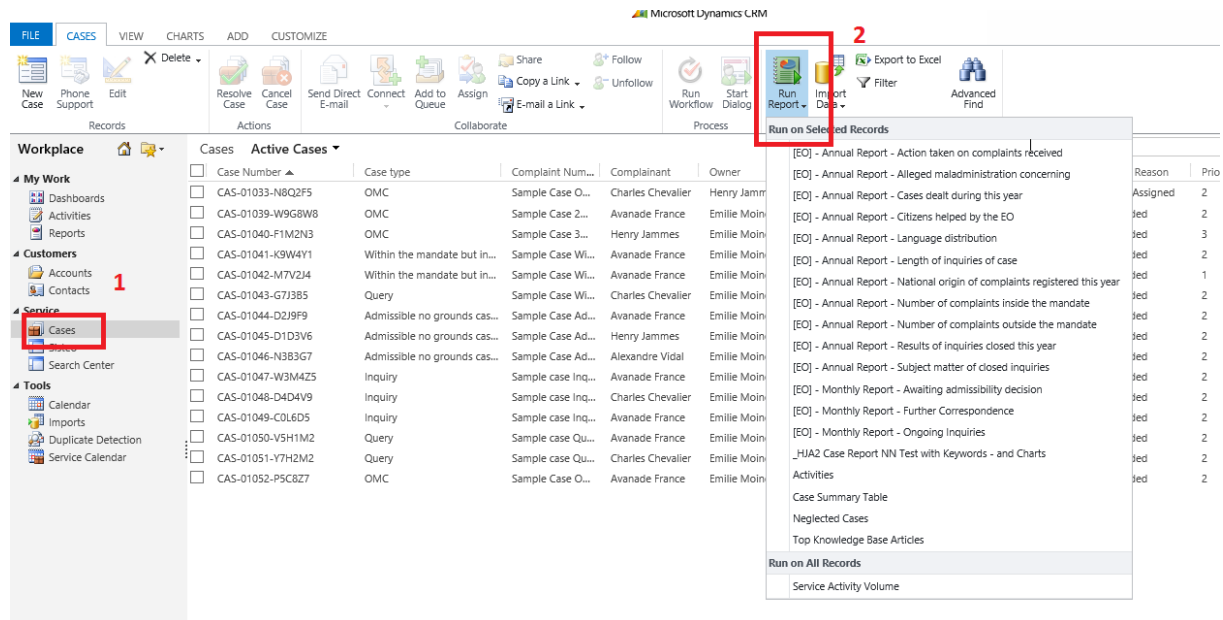 Microsoft Dynamics CRM
FILE CASES VIEW CHARTS ADD CUSTOMIZE
2
New Case
Phone Support
Edit
Delete
Records
Resolve Case
Cancel Case
Actions
Send Direct E-mail
Connect
Add to Queue
Assign
Share
Copy a Link
E-mail a Link
Collaborate
Follow
Unfollow
Run Workflow
Start Dialog
Process
Run Report
Import Data
Export to Excel
Filter
Advanced Find
Workplace
My Work
Dashboards
Activities
Reports
Customers
Accounts
Contacts
1
Service
Cases
Search Center
Tools
Calendar
Imports
Duplicate Detection
Service Calendar
Cases Active Cases
Case Number Case type Complaint Num... Complainant Owner Reason Prio
CAS-01033-N8Q2F5 OMC Sample Case O... Charles Chevalier Henry Jamm Assigned 2
CAS-01039-W9G8W8 OMC Sample Case 2... Avanade France Emilie Moin ded 2
CAS-01040-F1M2N3 OMC Sample Case 3... Henry Jammes Emilie Moin ded 3
CAS-01041-K9W4Y1 Within the mandate but in... Sample Case Wi... Avanade France Emilie Moin ded 2
CAS-01042-M7V2J4 Within the mandate but in... Sample Case Wi... Avanade France Emilie Moin ded 1
CAS-01043-G7J3B5 Query Sample Case Wi... Charles Chevalier Emilie Moin ded 2
CAS-01044-D2J9F9 Admissible no grounds cas... Sample Case Ad... Avanade France Emilie Moin ded 2
CAS-01045-D1D3V6 Admissible no grounds cas... Sample Case Ad... Henry Jammes Emilie Moin ded 2
CAS-01046-N3B3G7 Admissible no grounds cas... Sample Case Ad... Alexandre Vidal Emilie Moin ded 2
CAS-01047-W3M4Z5 Inquiry Sample case Inq... Avanade France Emilie Moin ded 2
CAS-01048-D4D4V9 Inquiry Sample case Inq... Charles Chevalier Emilie Moin ded 2
CAS-01049-C0L6D5 Inquiry Sample case Inq... Avanade France Emilie Moin ded 2
CAS-01050-V5H1M2 Query Sample case Qu... Avanade France Emilie Moin ded 2
CAS-01051-Y7H2M2 Query Sample case Qu... Charles Chevalier Emilie Moin ded 2
CAS-01052-P5C8Z7 OMC Sample Case O... Avanade France Emilie Moin ded 2
Run on Selected Records
[EO] - Annual Report - Action taken on complaints received
[EO] - Annual Report - Alleged maladministration concerning
[EO] - Annual Report - Cases dealt during this year
[EO] - Annual Report - Citizens helped by the EO
[EO] - Annual Report - Language distribution
[EO] - Annual Report - Length of inquiries of case
[EO] - Annual Report - National origin of complaints registered this year
[EO] - Annual Report - Number of complaints inside the mandate
[EO] - Annual Report - Number of complaints outside the mandate
[EO] - Annual Report - Results of inquiries closed this year
[EO] - Annual Report - Subject matter of closed inquiries
[EO] - Monthly Report - Awaiting admissibility decision
[EO] - Monthly Report - Further Correspondence
[EO] - Monthly Report - Ongoing Inquiries
_HJA2 Case Report NN Test with Keywords - and Charts
Activities
Case Summary Table
Neglected Cases
Top Knowledge Base Articles
Run on All Records
Service Activity Volume